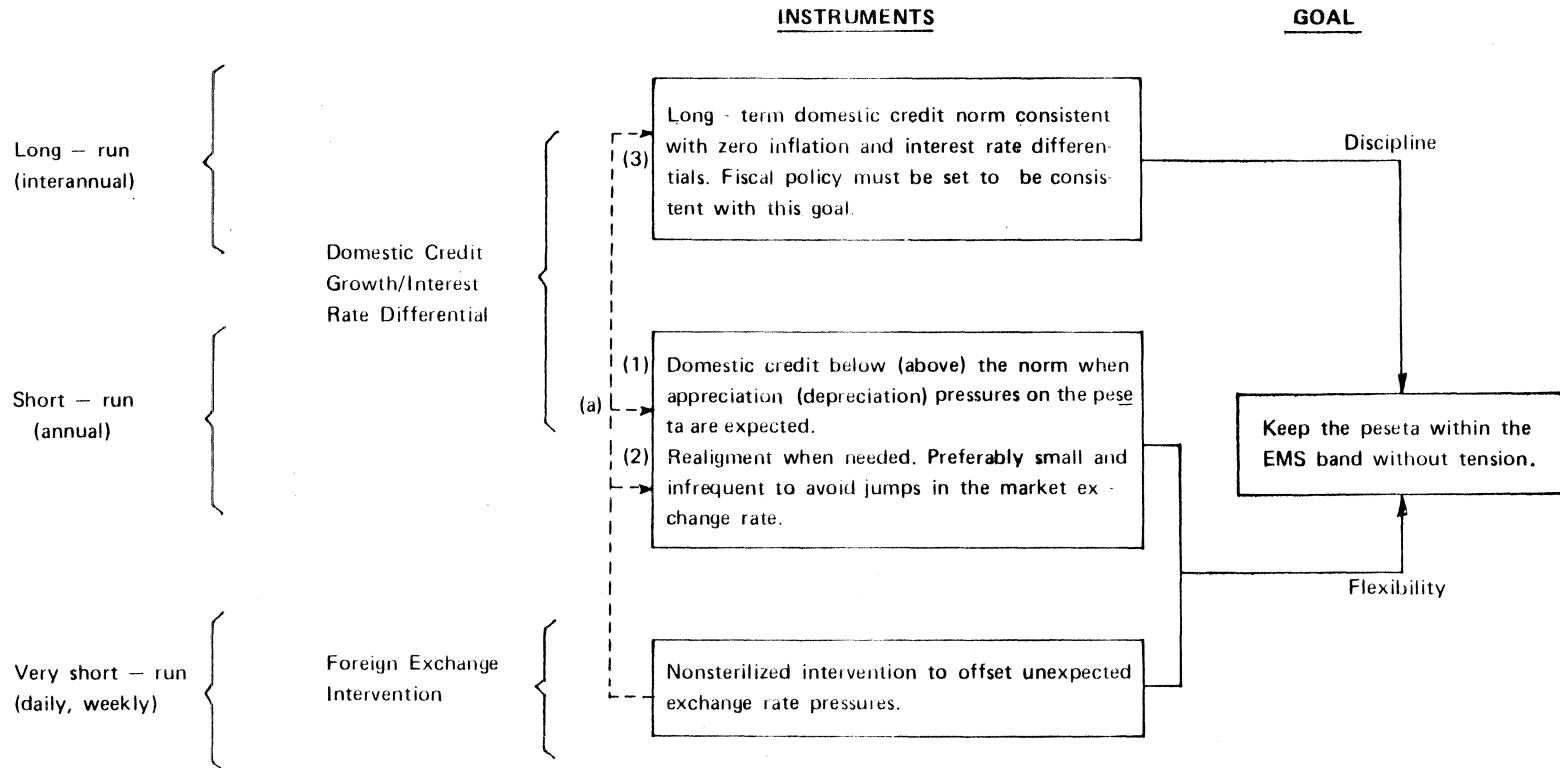 INSTRUMENTS
GOAL
Long - run
(interannual)
Short - run
(annual)
Very short - run
(daily, weekly)
Domestic Credit
Growth/Interest
Rate Differential
Foreign Exchange
Intervention
(a)
(3)
Long - term domestic credit norm consistent
with zero inflation and interest rate differen-
tials. Fiscal policy must be set to be consis-
tent with this goal.
(1) Domestic credit below (above) the norm when
appreciation (depreciation) pressures on the pese
ta are expected.
(2) Realigment when needed. Preferably small and
infrequent to avoid jumps in the market ex -
change rate.
Nonsterilized intervention to offset unexpected
exchange rate pressures.
Discipline
Keep the peseta within the
EMS band without tension.
Flexibility